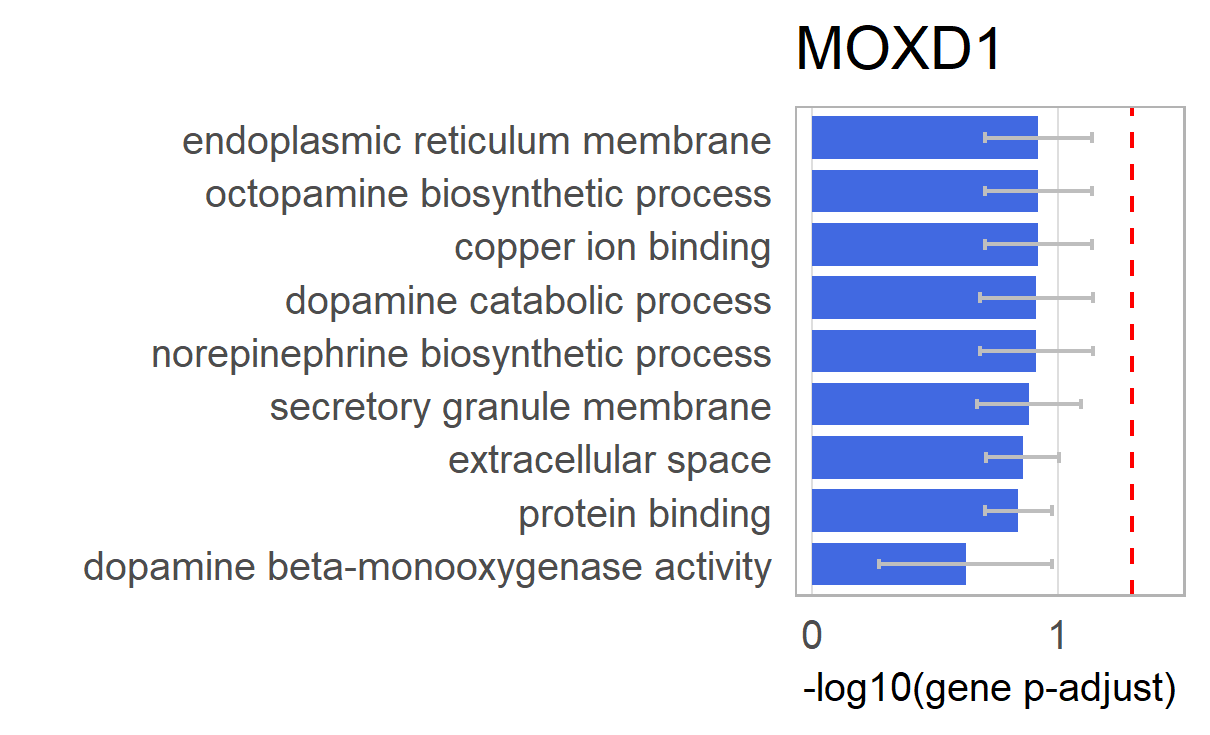 MOXD1
endoplasmic reticulum membrane
octopamine biosynthetic process
copper ion binding
dopamine catabolic process
norepinephrine biosynthetic process
secretory granule membrane
extracellular space
protein binding
dopamine beta-monooxygenase activity
0 1
-log10(gene p-adjust)